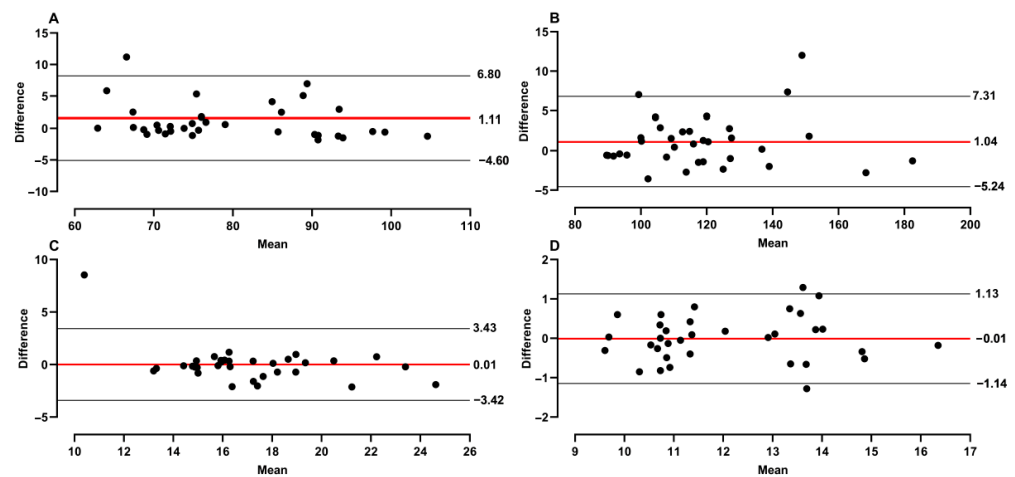 A
15
10
5
0
−5
−10
Difference
6.80
1.11
−4.60
60 70 80 90 100 110
Mean
B
15
10
5
0
−5
Difference
7.31
1.04
−5.24
80 100 120 140 160 180 200
Mean
C
10
5
0
−5
Difference
3.43
0.01
−3.42
10 12 14 16 18 20 22 24 26
Mean
D
2
1
0
−1
−2
Difference
1.13
−0.01
−1.14
9 10 11 12 13 14 15 16 17
Mean